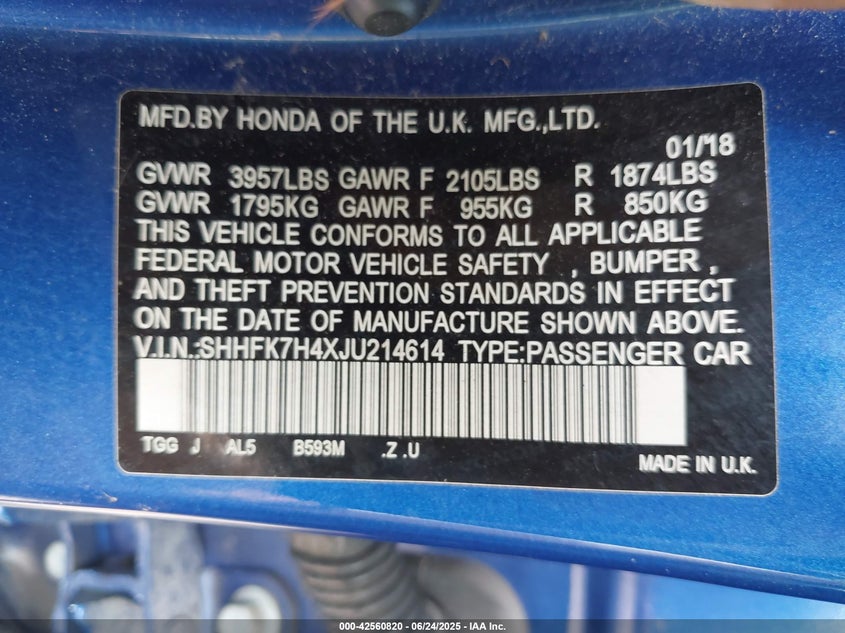 MFD.BY HONDA OF THE U.K. MFG.,LTD.
01/'18
GVWR 3957LBS GAWR F 2105LBS R 1874LBS
GVWR 1795KG GAWR F 955KG R 850KG
THIS VEHICLE CONFORMS TO ALL APPLICABLE
FEDERAL MOTOR VEHICLE SAFETY , BUMPER ,
AND THEFT PREVENTION STANDARDS IN EFFECT
ON THE DATE OF MANUFACTURE SHOWN ABOVE.
V.I.N.:SHHFK7H4XJU214614 TYPE:PASSENGER CAR
TGG J AL5 B593M .Z .U
MADE IN U.K.
000-42560820 | 06/24/2025 | IAA Inc.